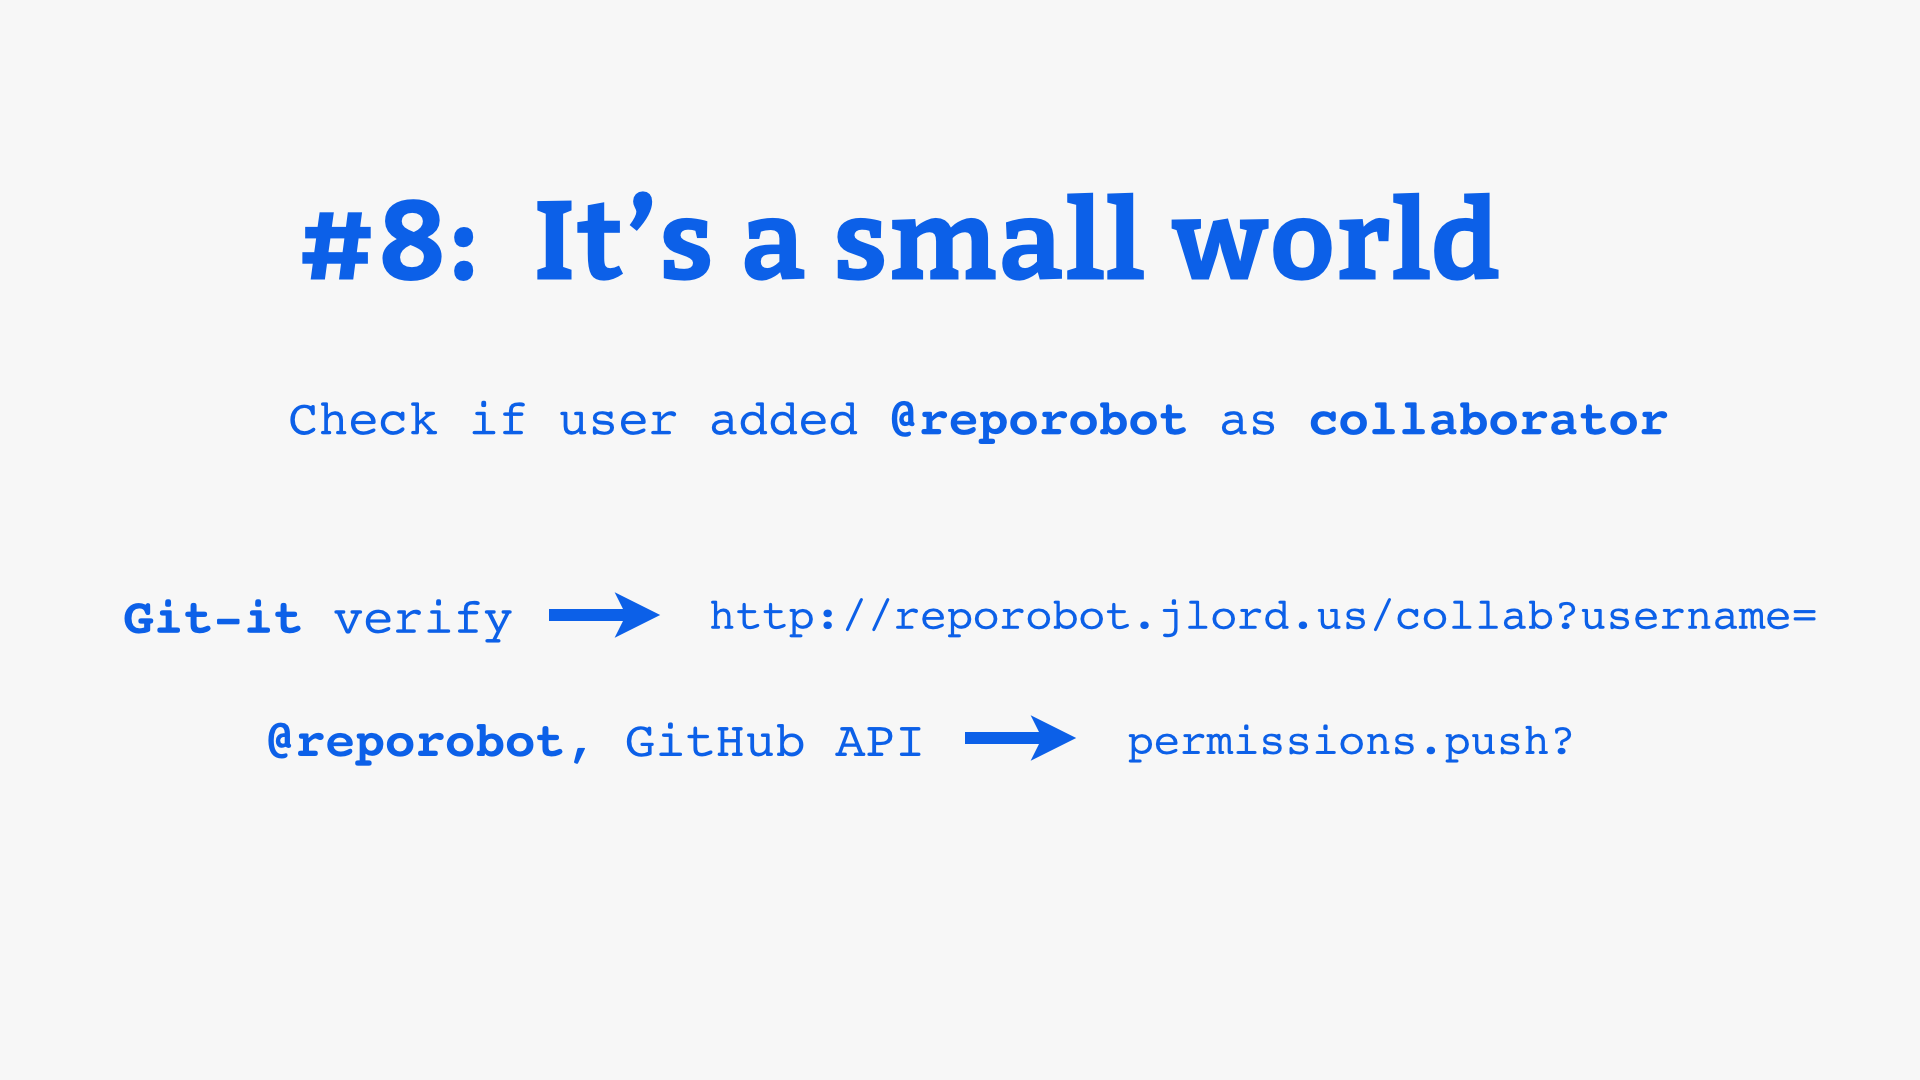 #8: It’s a small world
Check if user added @reporobot as collaborator
Git-it verify http://reporobot.jlord.us/collab?username=
@reporobot, GitHub API permissions.push?